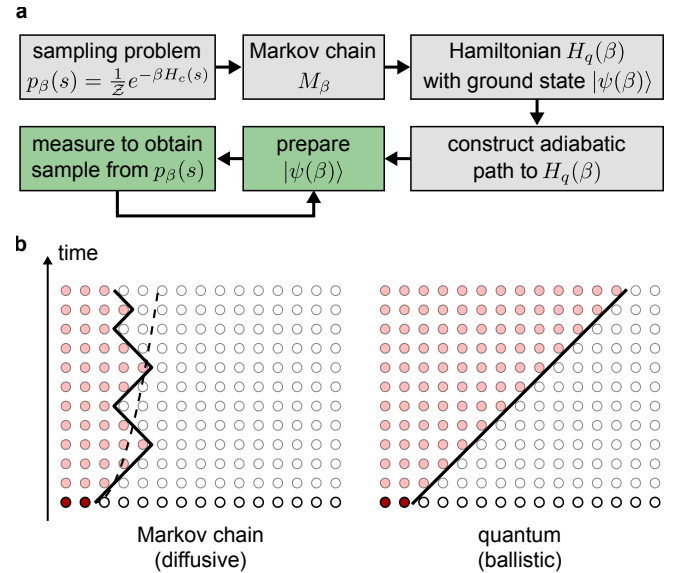 a
sampling problem
p_β(s) = 1/𝒵 e^{−βH_c(s)}
Markov chain
M_β
Hamiltonian H_q(β)
with ground state |ψ(β)⟩
construct adiabatic
path to H_q(β)
prepare
|ψ(β)⟩
measure to obtain
sample from p_β(s)
b
time
Markov chain
(diffusive)
quantum
(ballistic)